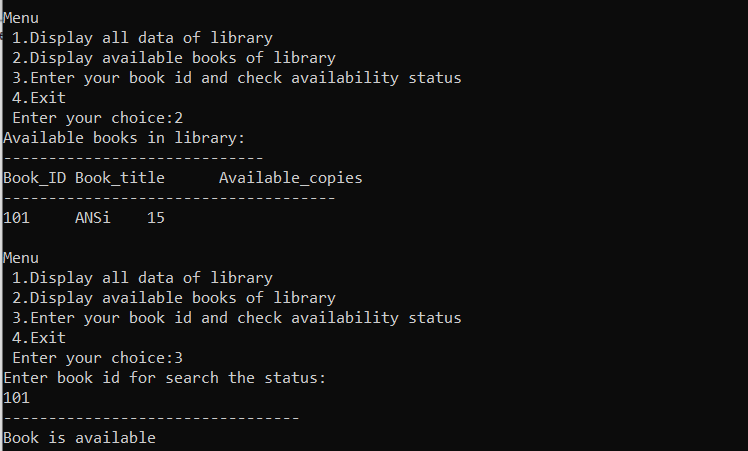 Menu
1.Display all data of library
2.Display available books of library
3.Enter your book id and check availability status
4.Exit
Enter your choice:2
Available books in library:
-----------------------------
Book_ID Book_title Available_copies
-------------------------------------
101 ANSi 15
Menu
1.Display all data of library
2.Display available books of library
3.Enter your book id and check availability status
4.Exit
Enter your choice:3
Enter book id for search the status:
101
---------------------------------
Book is available